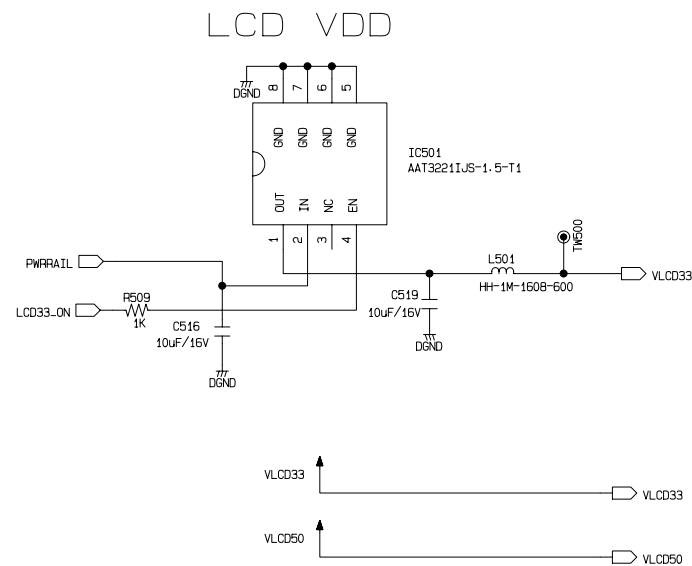 LCD VDD
8 7 6 5
DGND
GND GND GND GND
IC501
AAT3221IJS-1.5-T1
OUT IN NC EN
1 2 3 4
TW500
PWRRAIL
L501
VLCD33
HH-1M-1608-600
R509
C519
LCD33_ON
1K
10uF/16V
C516
10uF/16V
DGND
DGND
VLCD33
VLCD33
VLCD50
VLCD50